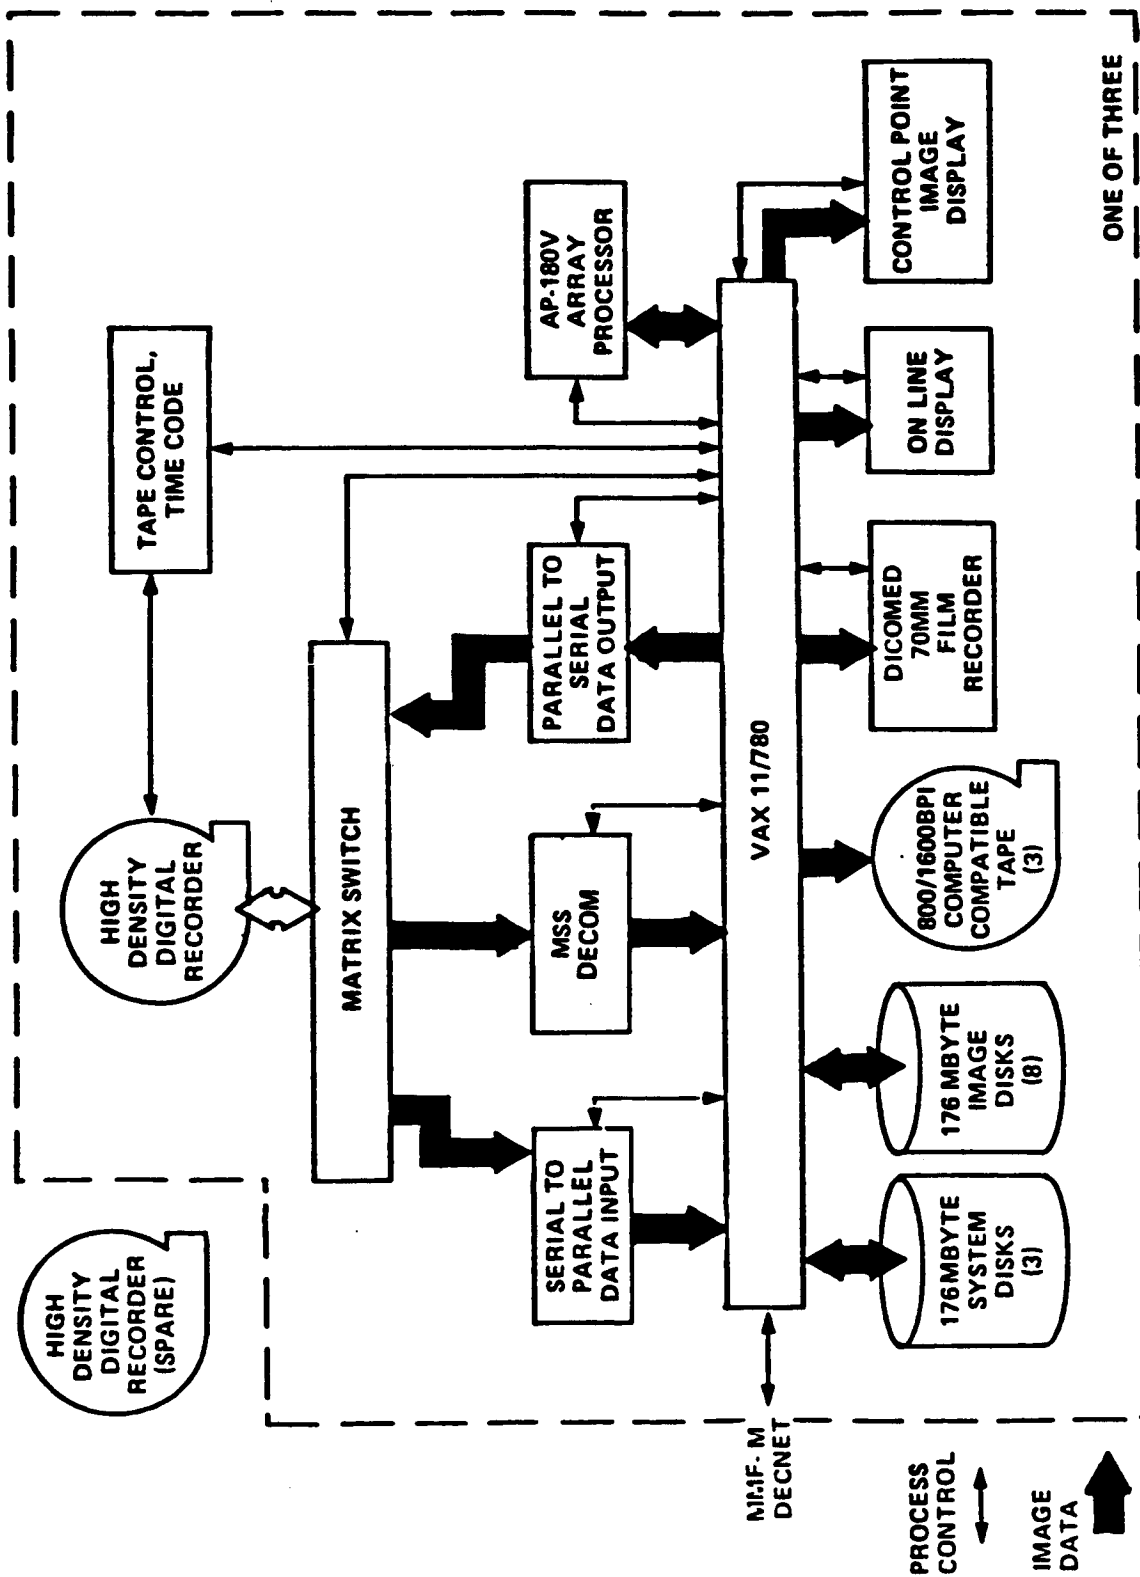 HIGH
DENSITY
DIGITAL
RECORDER
(SPARE)
HIGH
DENSITY
DIGITAL
RECORDER
TAPE CONTROL,
TIME CODE
MATRIX SWITCH
SERIAL TO
PARALLEL
DATA INPUT
MSS
DECOM
PARALLEL TO
SERIAL
DATA OUTPUT
AP-180V
ARRAY
PROCESSOR
MMF-M
DECNET
VAX 11/780
176MBYTE
SYSTEM
DISKS
(3)
176 MBYTE
IMAGE
DISKS
(8)
800/1600BPI
COMPUTER
COMPATIBLE
TAPE
(3)
DICOMED
70MM
FILM
RECORDER
ON LINE
DISPLAY
CONTROL POINT
IMAGE
DISPLAY
PROCESS
CONTROL
IMAGE
DATA
ONE OF THREE